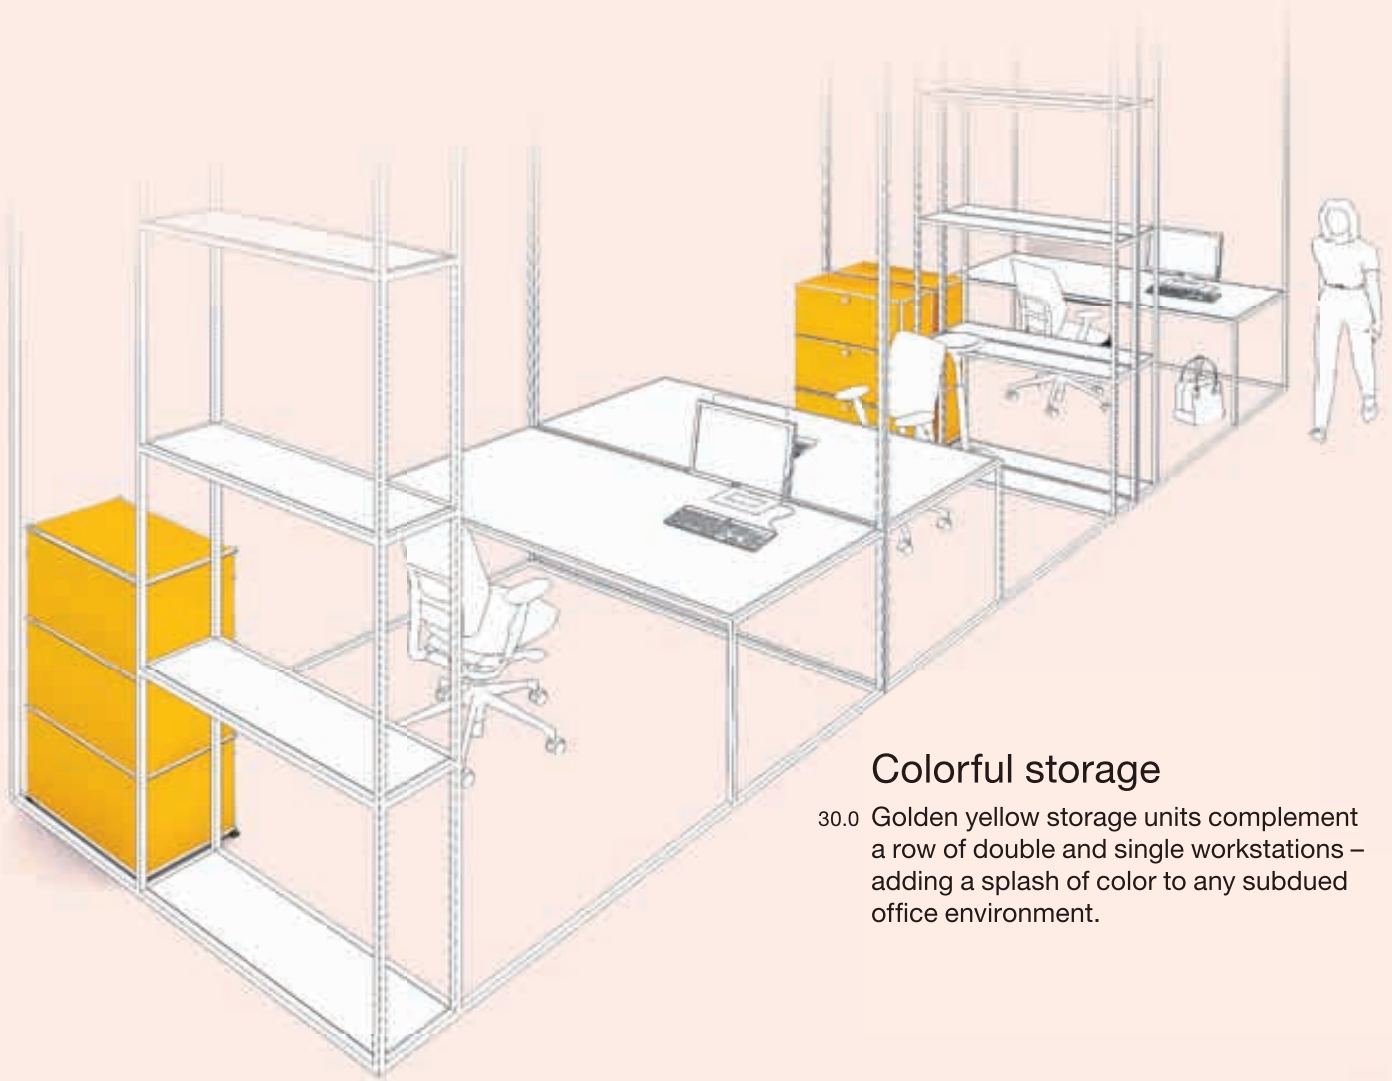 Colorful storage
30.0 Golden yellow storage units complement
a row of double and single workstations –
adding a splash of color to any subdued
office environment.